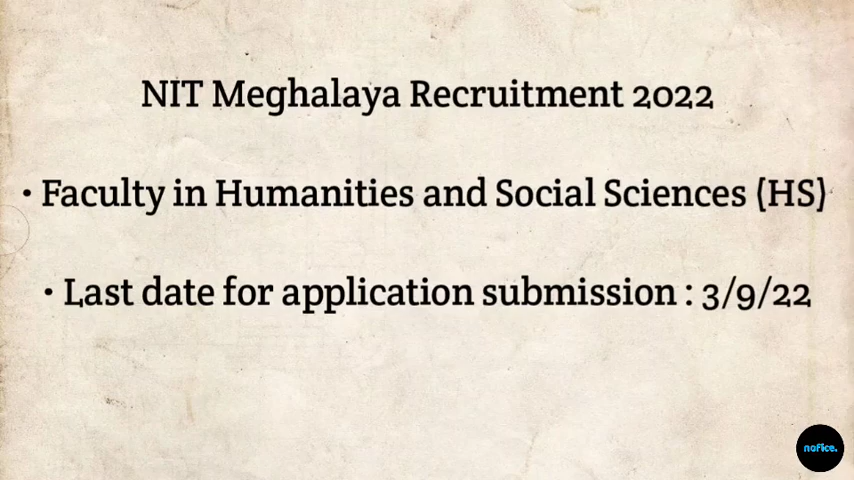 NIT Meghalaya Recruitment 2022
• Faculty in Humanities and Social Sciences (HS)
• Last date for application submission : 3/9/22
nofice.